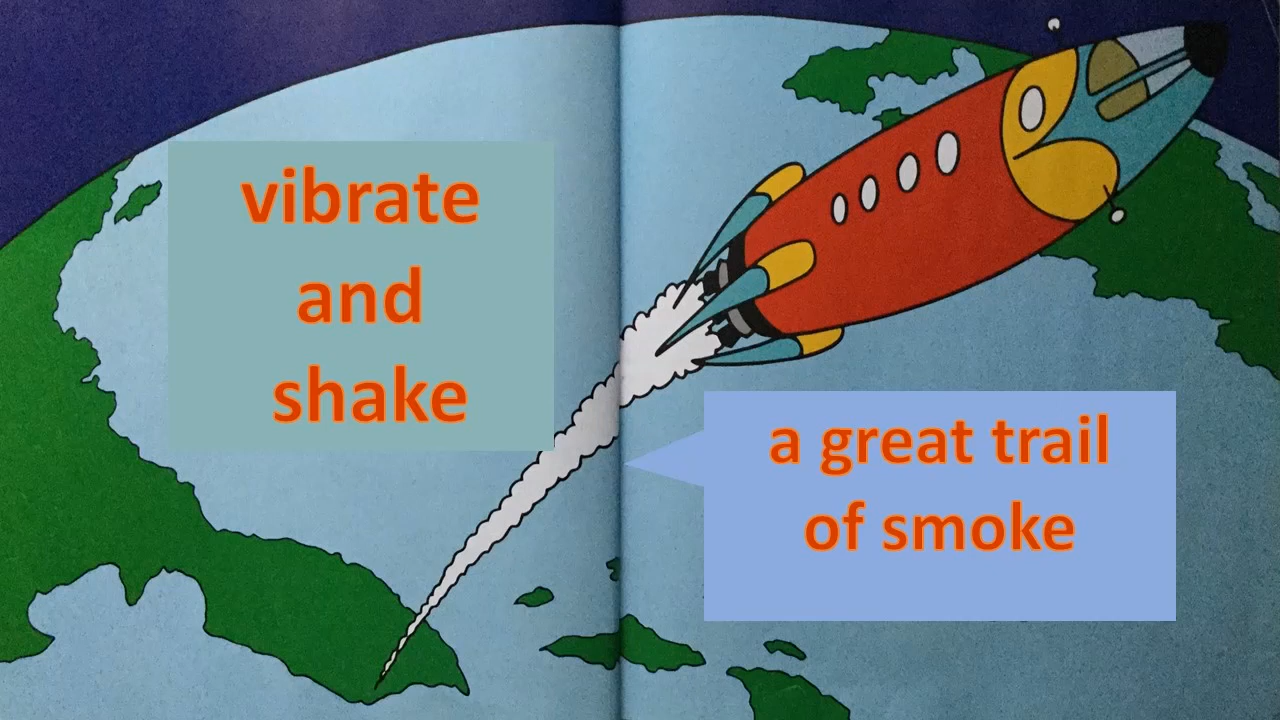 vibrate
and
shake
a great trail
of smoke